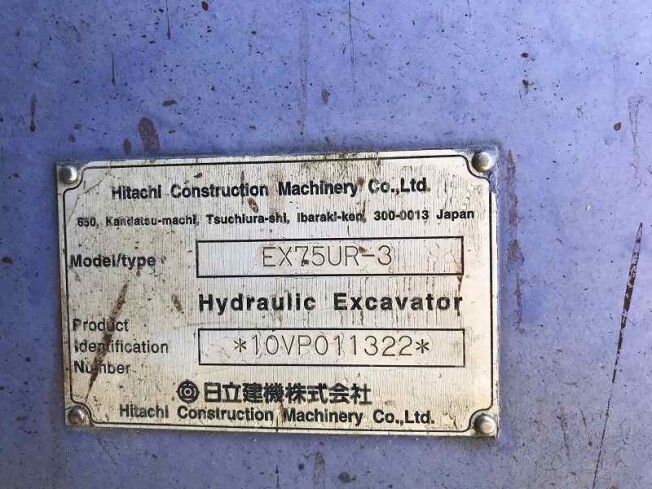 Hitachi Construction Machinery Co.,Ltd.
650, Kandatsu-machi, Tsuchiura-shi, Ibaraki-ken, 300-0013 Japan
Model/type EX75UR-3
Hydraulic Excavator
Product
Identification *10VP011322*
Number
日立建機株式会社
Hitachi Construction Machinery Co.,Ltd.